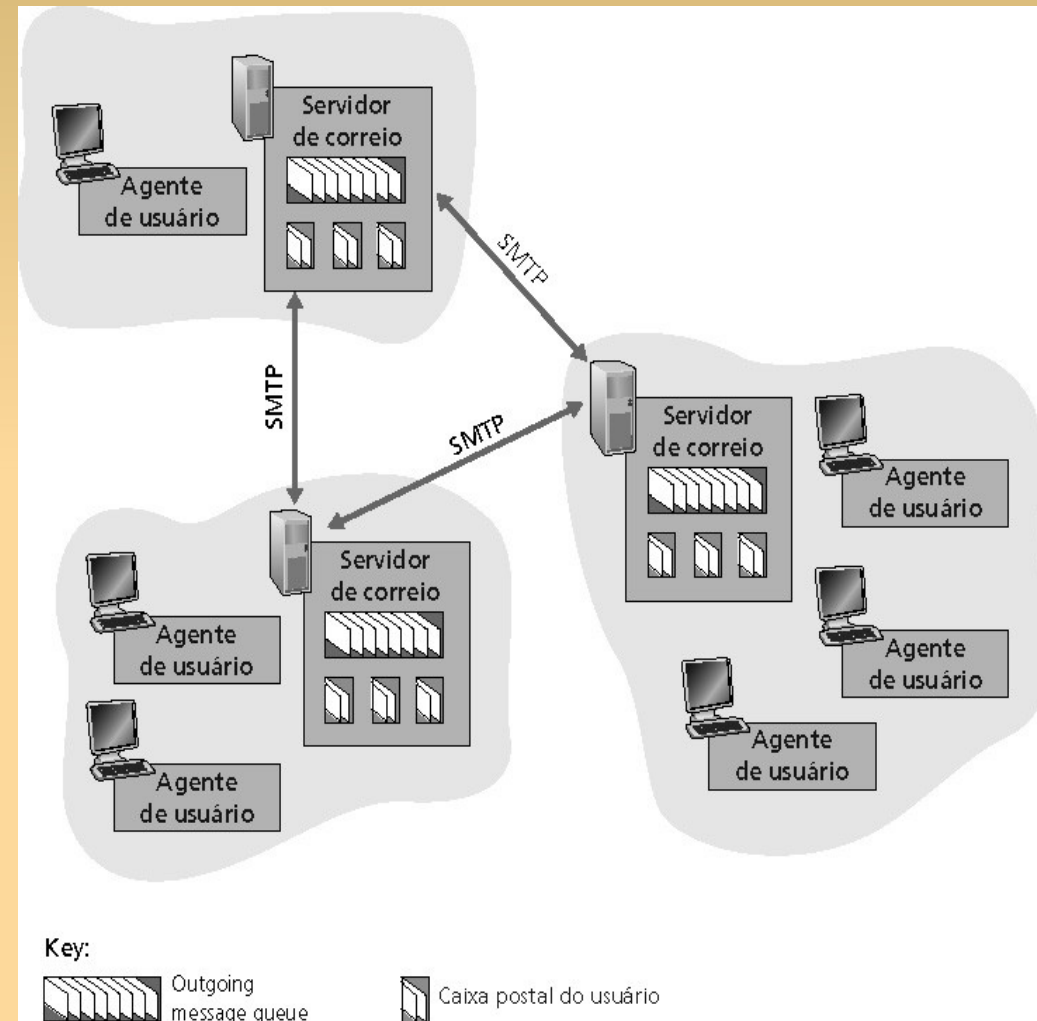 Servidor
de correio
Agente
de usuário
SMTP
SMTP
SMTP
Servidor
de correio
Agente
de usuário
Agente
de usuário
Agente
de usuário
Servidor
de correio
Agente
de usuário
Agente
de usuário
Key:
Outgoing
message queue
Caixa postal do usuário